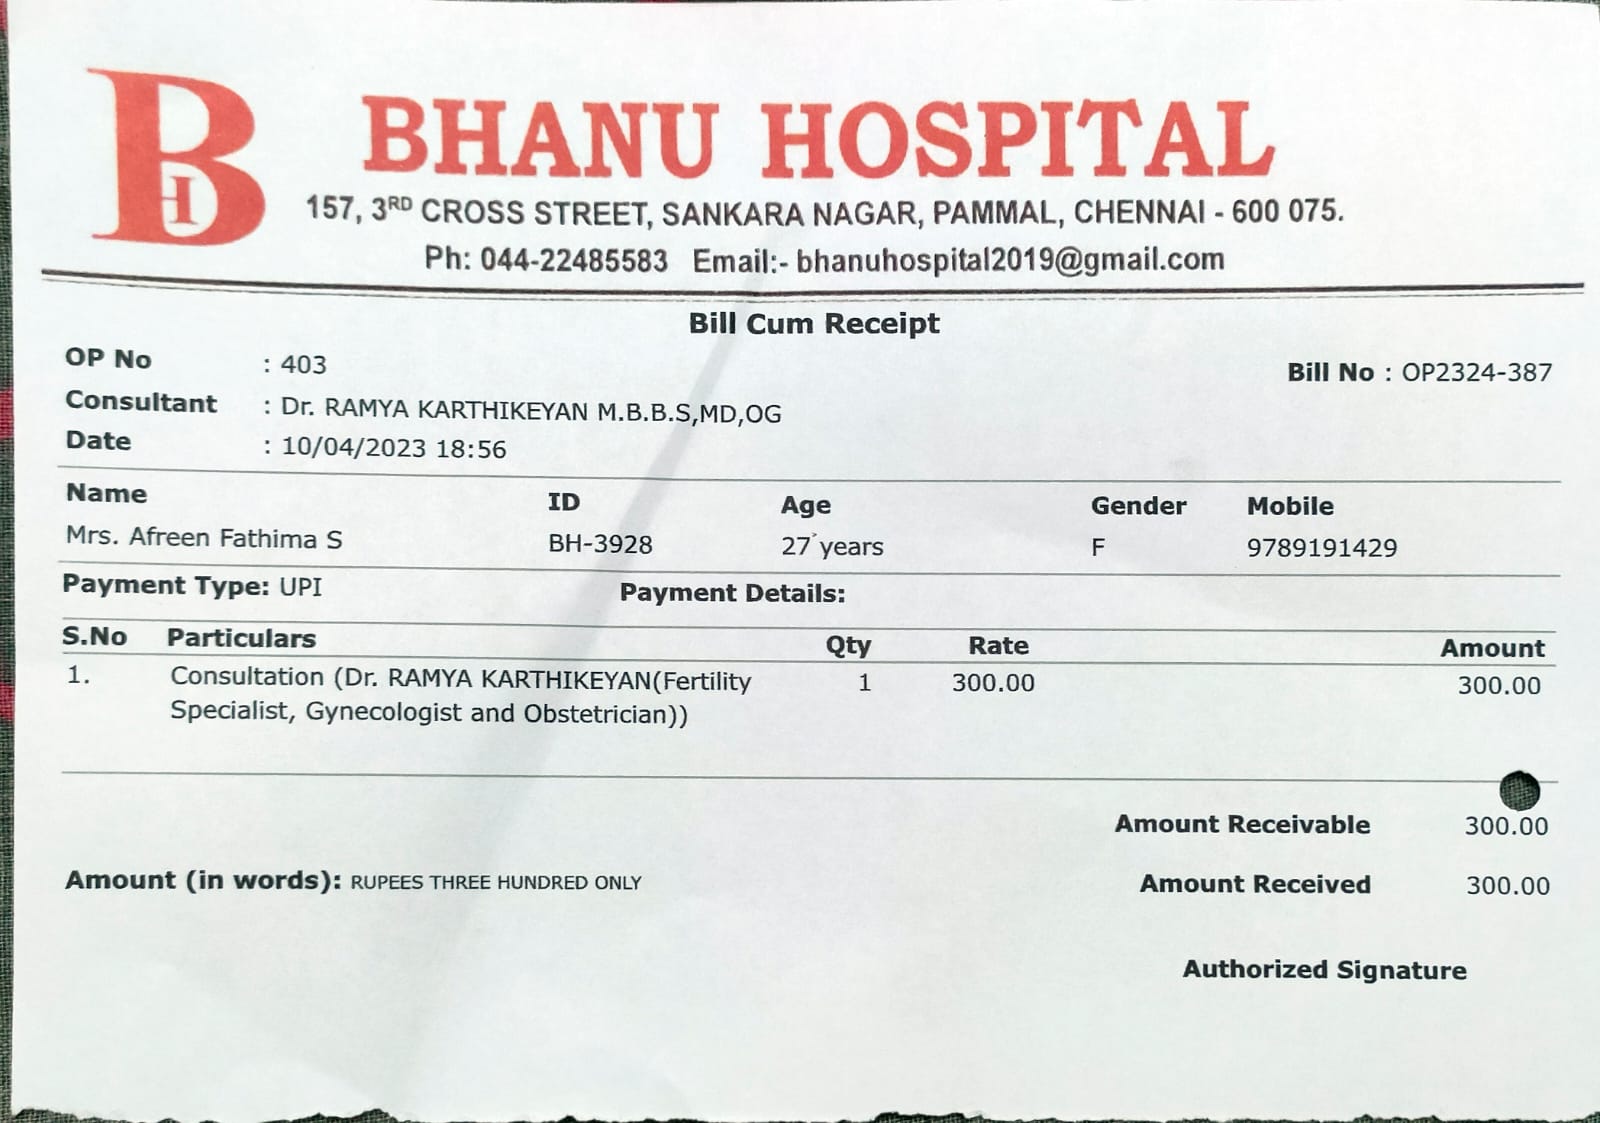 BHANU HOSPITAL
157, 3RD CROSS STREET, SANKARA NAGAR, PAMMAL, CHENNAI - 600 075.
Ph: 044-22485583 Email:- bhanuhospital2019@gmail.com
Bill Cum Receipt
OP No : 403 Bill No : OP2324-387
Consultant : Dr. RAMYA KARTHIKEYAN M.B.B.S,MD,OG
Date : 10/04/2023 18:56
Name ID Age Gender Mobile
Mrs. Afreen Fathima S BH-3928 27 years F 9789191429
Payment Type: UPI Payment Details:
S.No Particulars Qty Rate Amount
1. Consultation (Dr. RAMYA KARTHIKEYAN(Fertility 1 300.00 300.00
Specialist, Gynecologist and Obstetrician))
Amount Receivable 300.00
Amount (in words): RUPEES THREE HUNDRED ONLY Amount Received 300.00
Authorized Signature